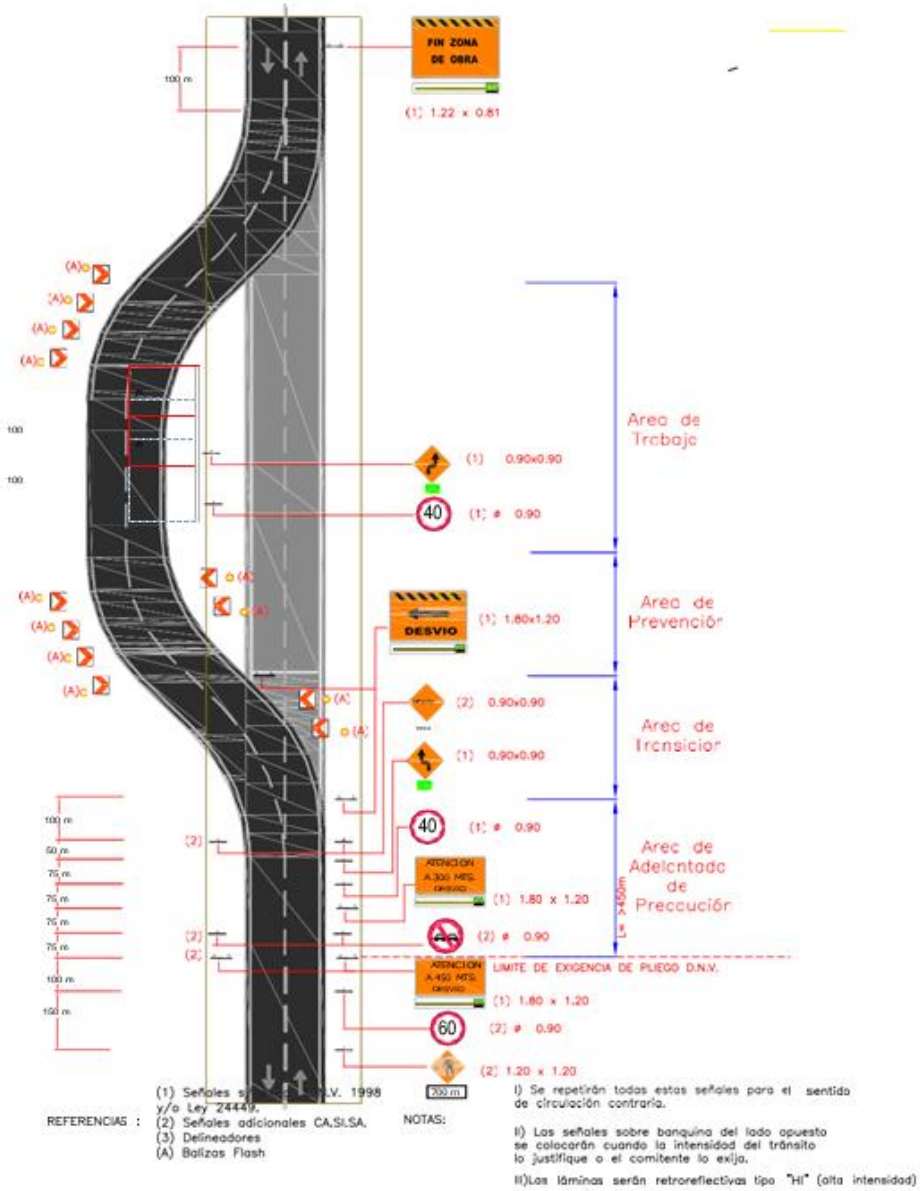 FIN ZONA
DE OBRA
100 m
(1) 1.22 x 0.81
(A)
(A)
(A)
(A)
Area de
Trabajo
100
(1) 0.90x0.90
100
40
(1) ø 0.90
(A)
(A)
(A)
(A)
(A)
(A)
DESVIO
(1) 1.80x1.20
Area de
Prevención
(A)
(A)
(2) 0.90x0.90
(1) 0.90x0.90
Area de
Transicion
100 m
50 m
75 m
75 m
75 m
75 m
100 m
150 m
(2)
40
(1) ø 0.90
ATENCION
A 300 MTS.
DESVIO
(1) 1.80 x 1.20
Area de
Adelantado
de
Precaución
L= >450m
(2)
(2) ø 0.90
(2)
LIMITE DE EXIGENCIA DE PLIEGO D.N.V.
ATENCION
A 450 MTS.
DESVIO
(1) 1.80 x 1.20
60
(2) ø 0.90
(2) 1.20 x 1.20
700 m
REFERENCIAS :
(1) Señales s .V. 1998
y/o Ley 24449.
(2) Señales adicionales CA.SI.SA.
(3) Delineadores
(A) Balizas Flash
NOTAS:
I) Se repetirán todas estas señales para el sentido
de circulación contraria.
II) Las señales sobre banquina del lado opuesto
se colocarán cuando la intensidad del tránsito
lo justifique o el comitente lo exija.
II)Las láminas serán retroreflectivas tipo "HI" (alta intensidad)